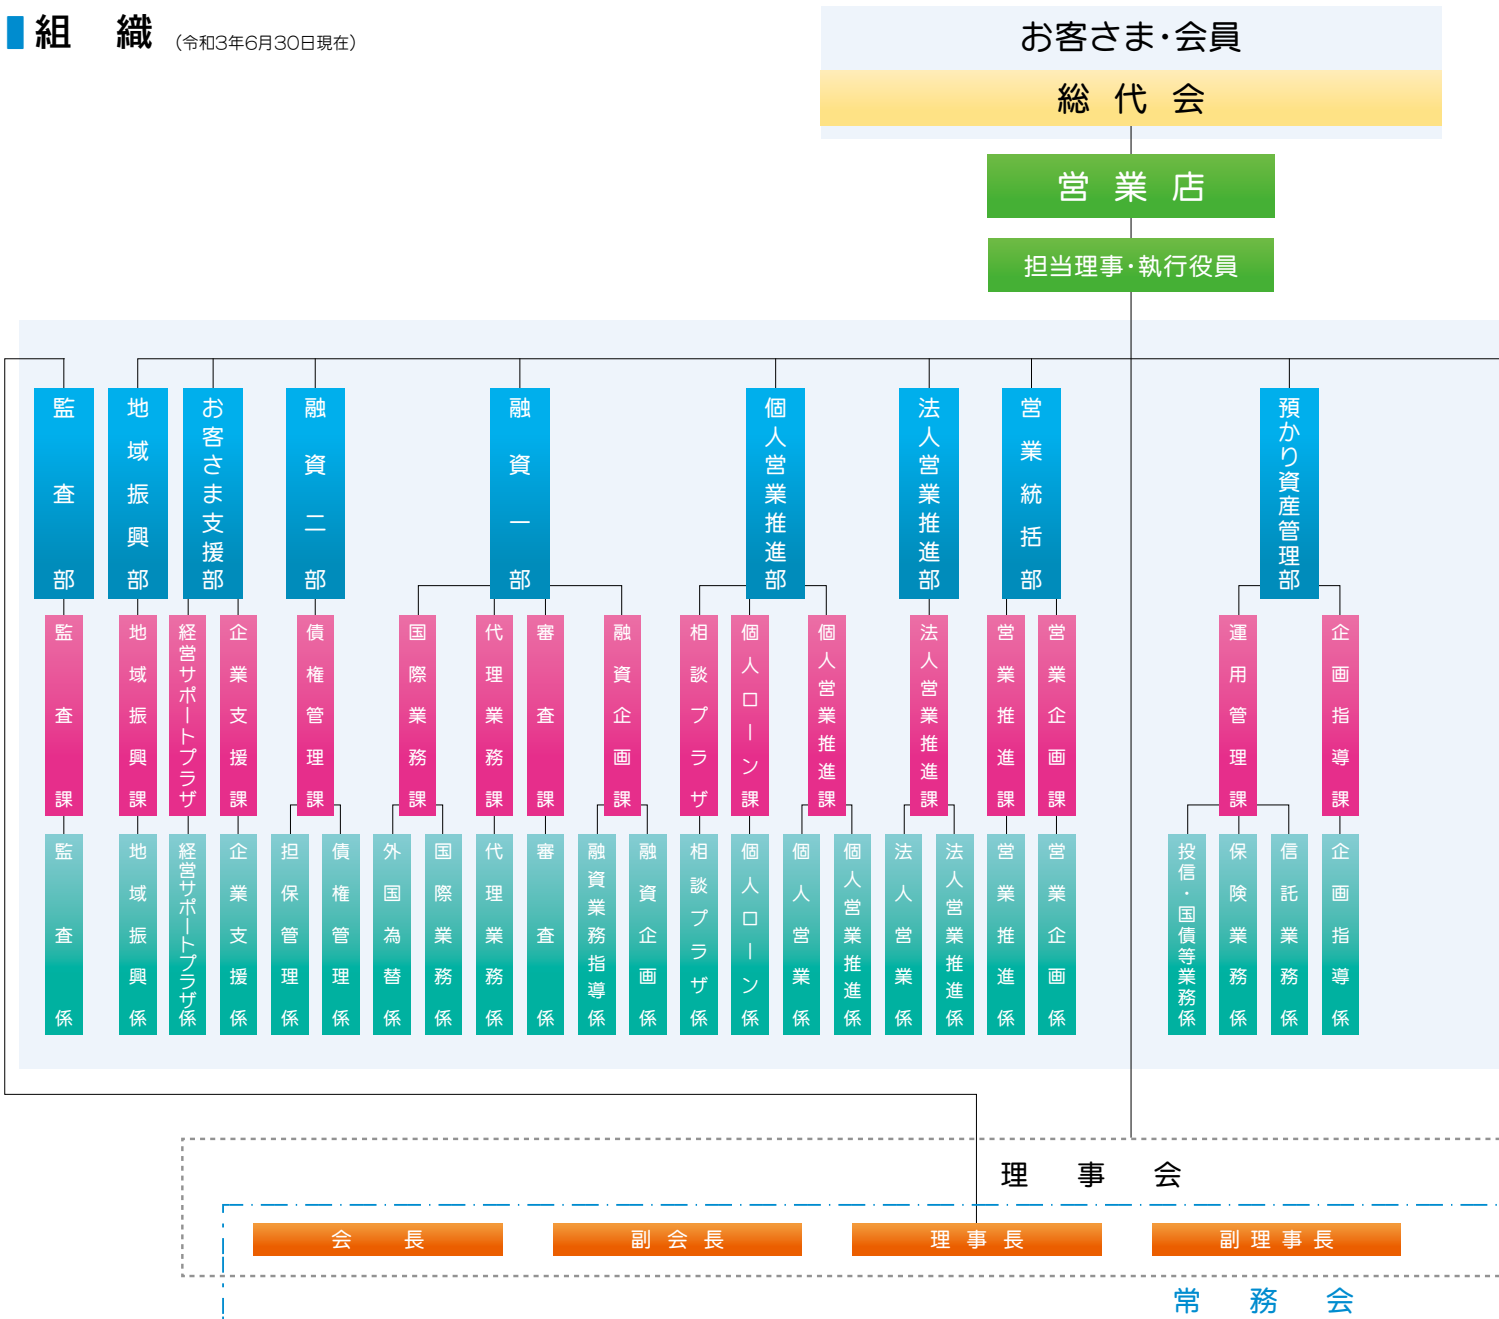 組 織 （令和3年6月30日現在）
お客さま・会員
総代会
営業店
担当理事・執行役員
監査部
地域振興部
お客さま支援部
融資二部
融資一部
個人営業推進部
法人営業推進部
営業統括部
預かり資産管理部
監査課
地域振興課
経営サポートプラザ
企業支援課
債権管理課
国際業務課
代理業務課
審査課
融資企画課
相談プラザ
個人ローン課
個人営業推進課
法人営業推進課
営業推進課
営業企画課
運用管理課
企画指導課
監査係
地域振興係
経営サポートプラザ係
企業支援係
担保管理係
債権管理係
外国為替係
国際業務係
代理業務係
審査係
融資業務指導係
融資企画係
相談プラザ係
個人ローン係
個人営業係
個人営業推進係
法人営業係
法人営業推進係
営業推進係
営業企画係
投信・国債等業務係
保険業務係
信託業務係
企画指導係
理事会
会長
副会長
理事長
副理事長
常務会